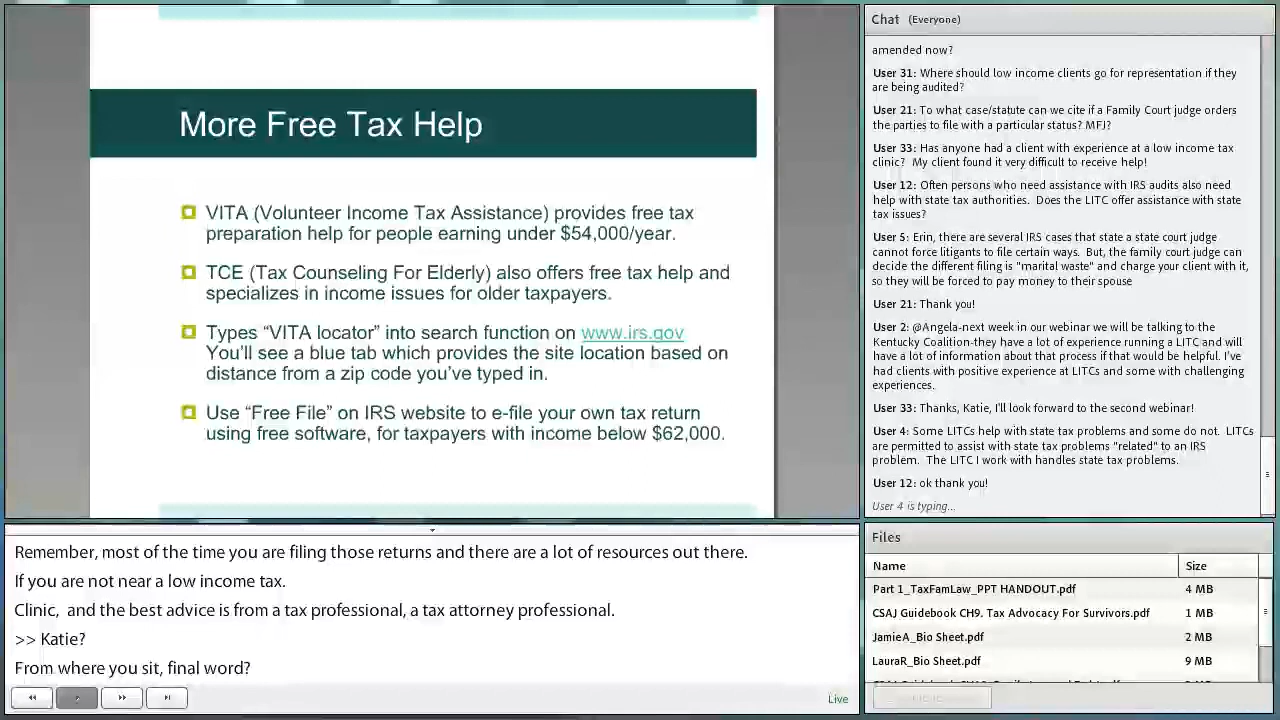 More Free Tax Help
VITA (Volunteer Income Tax Assistance) provides free tax
preparation help for people earning under $54,000/year.
TCE (Tax Counseling For Elderly) also offers free tax help and
specializes in income issues for older taxpayers.
Types “VITA locator” into search function on www.irs.gov
You’ll see a blue tab which provides the site location based on
distance from a zip code you’ve typed in.
Use “Free File” on IRS website to e-file your own tax return
using free software, for taxpayers with income below $62,000.
Remember, most of the time you are filing those returns and there are a lot of resources out there.
If you are not near a low income tax.
Clinic, and the best advice is from a tax professional, a tax attorney professional.
>> Katie?
From where you sit, final word?
Live
Chat (Everyone)
amended now?
User 31: Where should low income clients go for representation if they
are being audited?
User 21: To what case/statute can we cite if a Family Court judge orders
the parties to file with a particular status? MFJ?
User 33: Has anyone had a client with experience at a low income tax
clinic? My client found it very difficult to receive help!
User 12: Often persons who need assistance with IRS audits also need
help with state tax authorities. Does the LITC offer assistance with state
tax issues?
User 5: Erin, there are several IRS cases that state a state court judge
cannot force litigants to file certain ways. But, the family court judge can
decide the different filing is "marital waste" and charge your client with it,
so they will be forced to pay money to their spouse
User 21: Thank you!
User 2: @Angela-next week in our webinar we will be talking to the
Kentucky Coalition-they have a lot of experience running a LITC and will
have a lot of information about that process if that would be helpful. I've
had clients with positive experience at LITCs and some with challenging
experiences.
User 33: Thanks, Katie, I'll look forward to the second webinar!
User 4: Some LITCs help with state tax problems and some do not. LITCs
are permitted to assist with state tax problems "related" to an IRS
problem. The LITC I work with handles state tax problems.
User 12: ok thank you!
User 4 is typing...
Files
Name Size
Part 1_TaxFamLaw_PPT HANDOUT.pdf 4 MB
CSAJ Guidebook CH9. Tax Advocacy For Survivors.pdf 1 MB
JamieA_Bio Sheet.pdf 2 MB
LauraR_Bio Sheet.pdf 9 MB